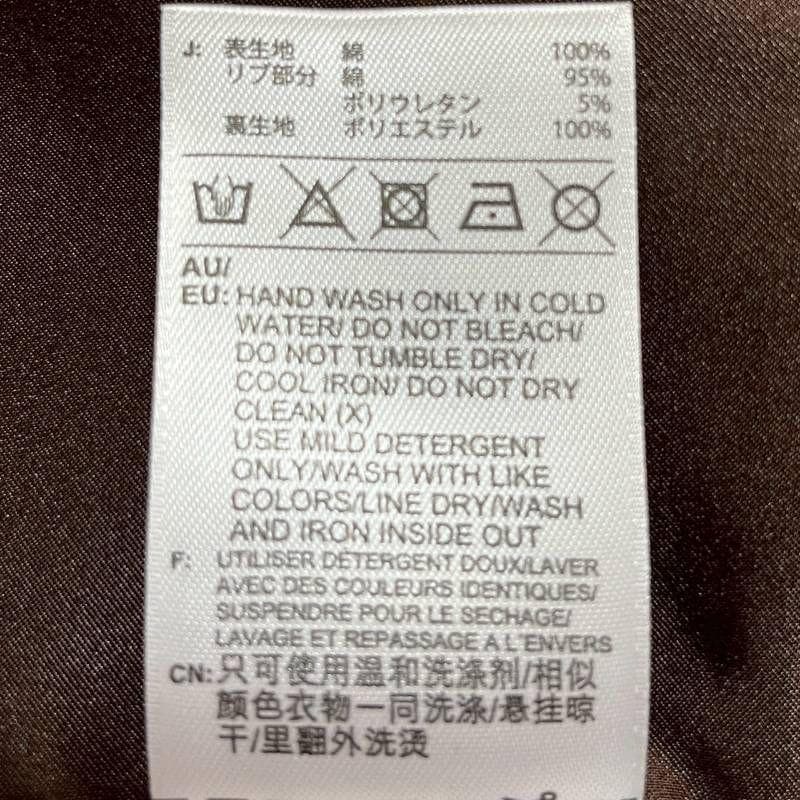 J: 表生地 綿 100%
リブ部分 綿 95%
ポリウレタン 5%
裏生地 ポリエステル 100%
AU/
EU: HAND WASH ONLY IN COLD
WATER/ DO NOT BLEACH/
DO NOT TUMBLE DRY/
COOL IRON/ DO NOT DRY
CLEAN (X)
USE MILD DETERGENT
ONLY/WASH WITH LIKE
COLORS/LINE DRY/WASH
AND IRON INSIDE OUT
F: UTILISER DÉTERGENT DOUX/LAVER
AVEC DES COULEURS IDENTIQUES/
SUSPENDRE POUR LE SECHAGE/
LAVAGE ET REPASSAGE A L'ENVERS
CN: 只可使用温和洗涤剂/相似
颜色衣物一同洗涤/悬挂晾
干/里翻外洗烫